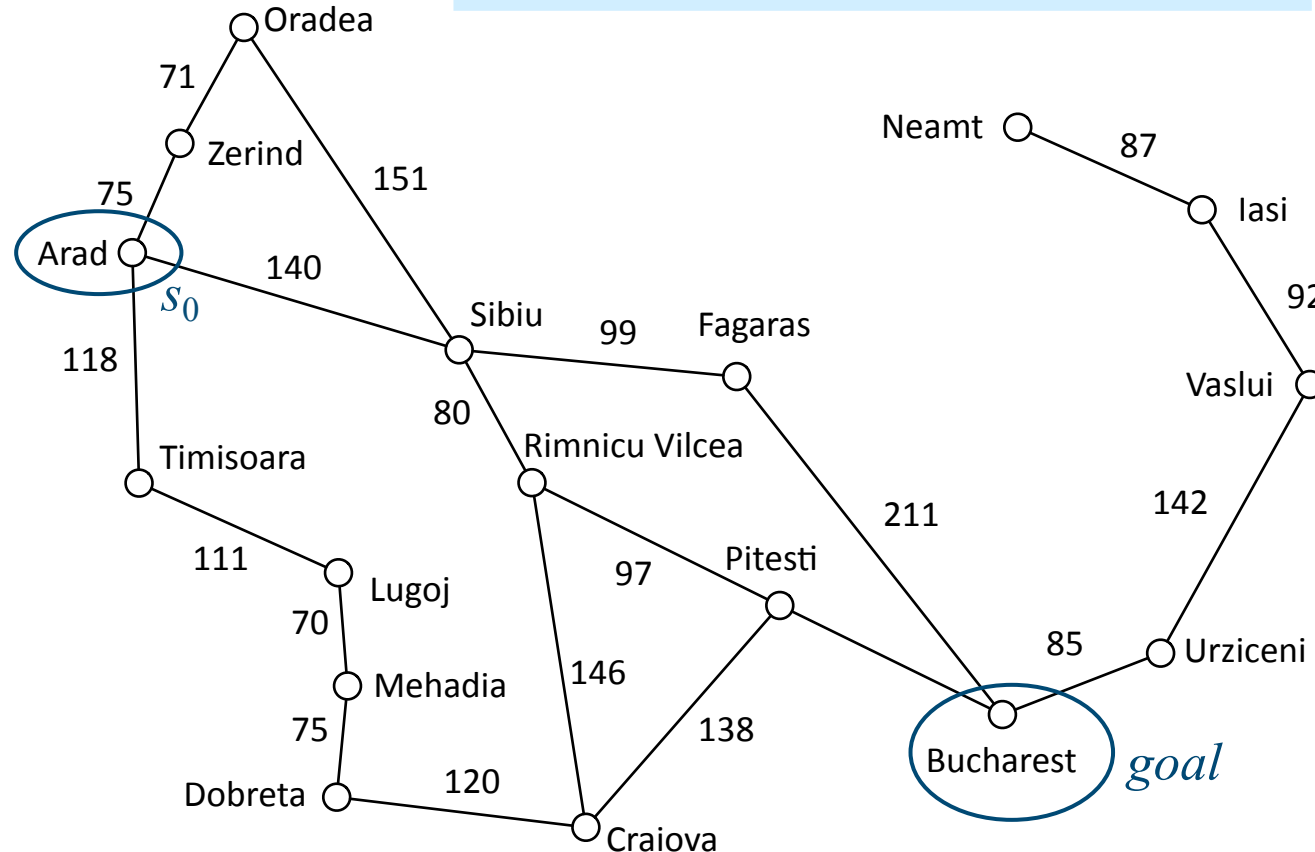 Oradea
71
Neamt
87
Zerind
151
75
Iasi
Arad
140
s0
92
Sibiu
99
Fagaras
118
Vaslui
80
Timisoara
Rimnicu Vilcea
142
211
111
97
Pitesti
Lugoj
70
85
Urziceni
146
Mehadia
75
138
Bucharest
goal
Dobreta
120
Craiova